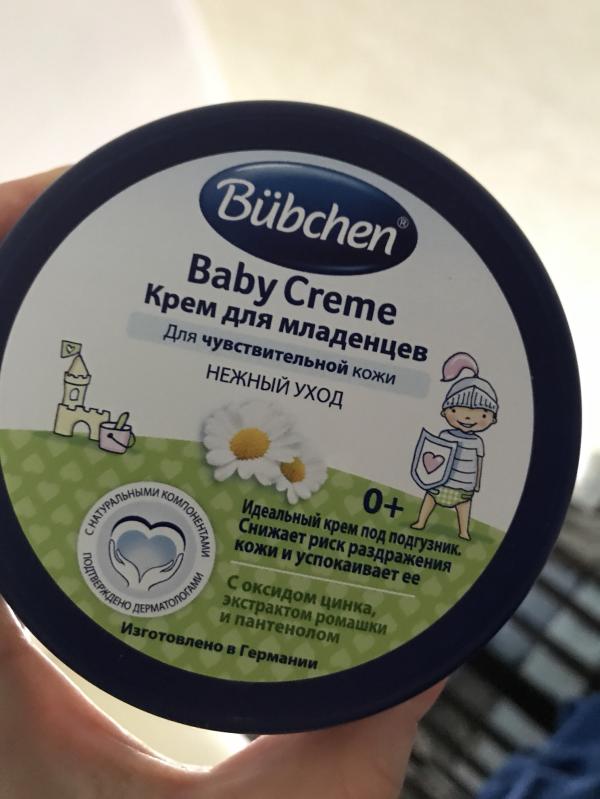 Bübchen®
Baby Creme
Крем для младенцев
Для чувствительной кожи
НЕЖНЫЙ УХОД
0+
Идеальный крем под подгузник.
Снижает риск раздражения
кожи и успокаивает ее
С оксидом цинка,
экстрактом ромашки
и пантенолом
С НАТУРАЛЬНЫМИ КОМПОНЕНТАМИ
ПОДТВЕРЖДЕНО ДЕРМАТОЛОГАМИ
Изготовлено в Германии